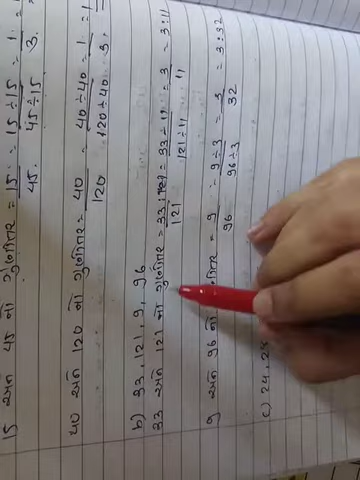 15 અને 45 નો ગુણોત્તર = 15/45 = 15÷15/45÷15 = 1/3 = 1
40 અને 120 નો ગુણોત્તર = 40/120 = 40÷40/120÷40 = 1/3 = 1
b) 33, 121, 9, 96
33 અને 121 નો ગુણોત્તર = 33/121 = 33÷11/121÷11 = 3/11 = 3:11
9 અને 96 નો = 9/96 = 9÷3/96÷3 = 3/32 = 3:32
c) 24, 28